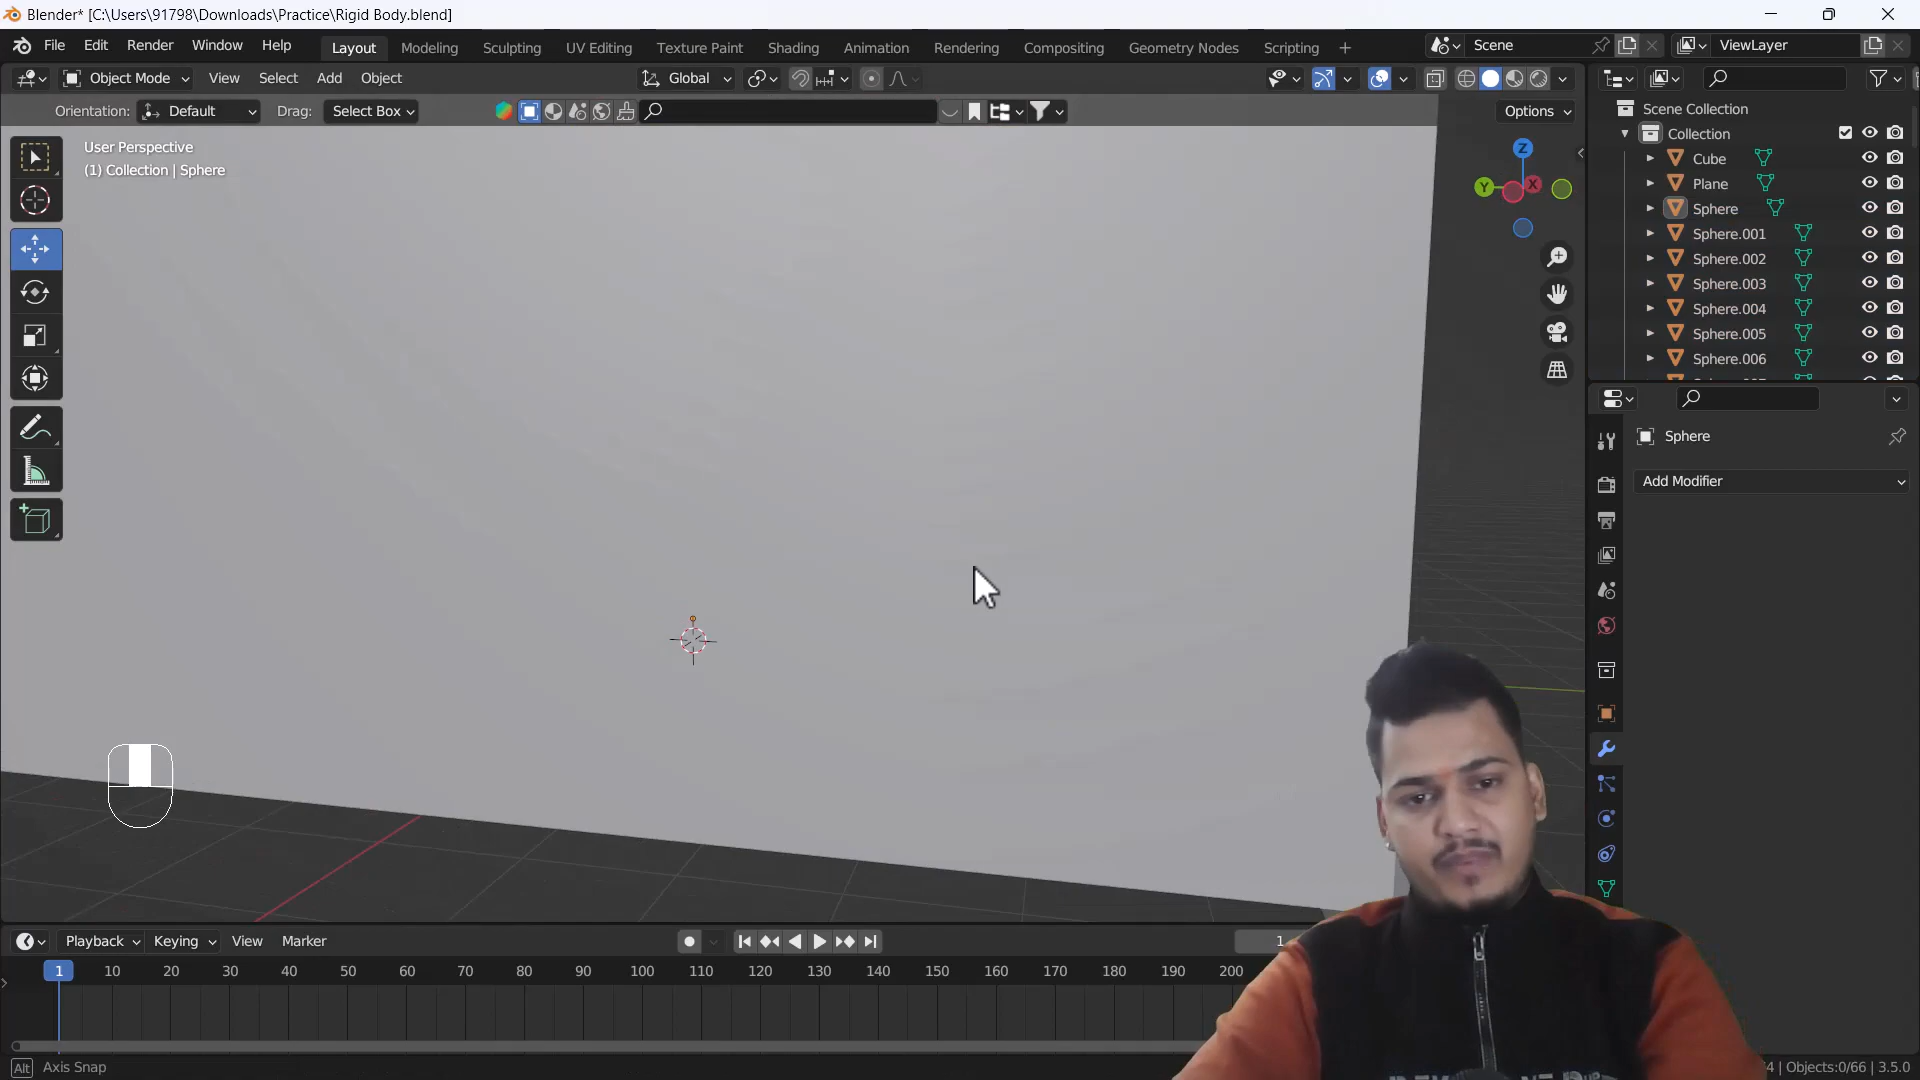 Blender* [C:\Users\91798\Downloads\Practice\Rigid Body.blend]
File Edit Render Window Help Layout Modeling Sculpting UV Editing Texture Paint Shading Animation Rendering Compositing Geometry Nodes Scripting + Scene ViewLayer
Object Mode View Select Add Object Global
Orientation: Default Drag: Select Box Options
User Perspective
(1) Collection | Sphere
Z
Y
X
Scene Collection
Collection
Cube
Plane
Sphere
Sphere.001
Sphere.002
Sphere.003
Sphere.004
Sphere.005
Sphere.006
Sphere
Add Modifier
Playback Keying View Marker 1
1 10 20 30 40 50 60 70 80 90 100 110 120 130 140 150 160 170 180 190 200
Alt Axis Snap
4 | Objects:0/66 | 3.5.0